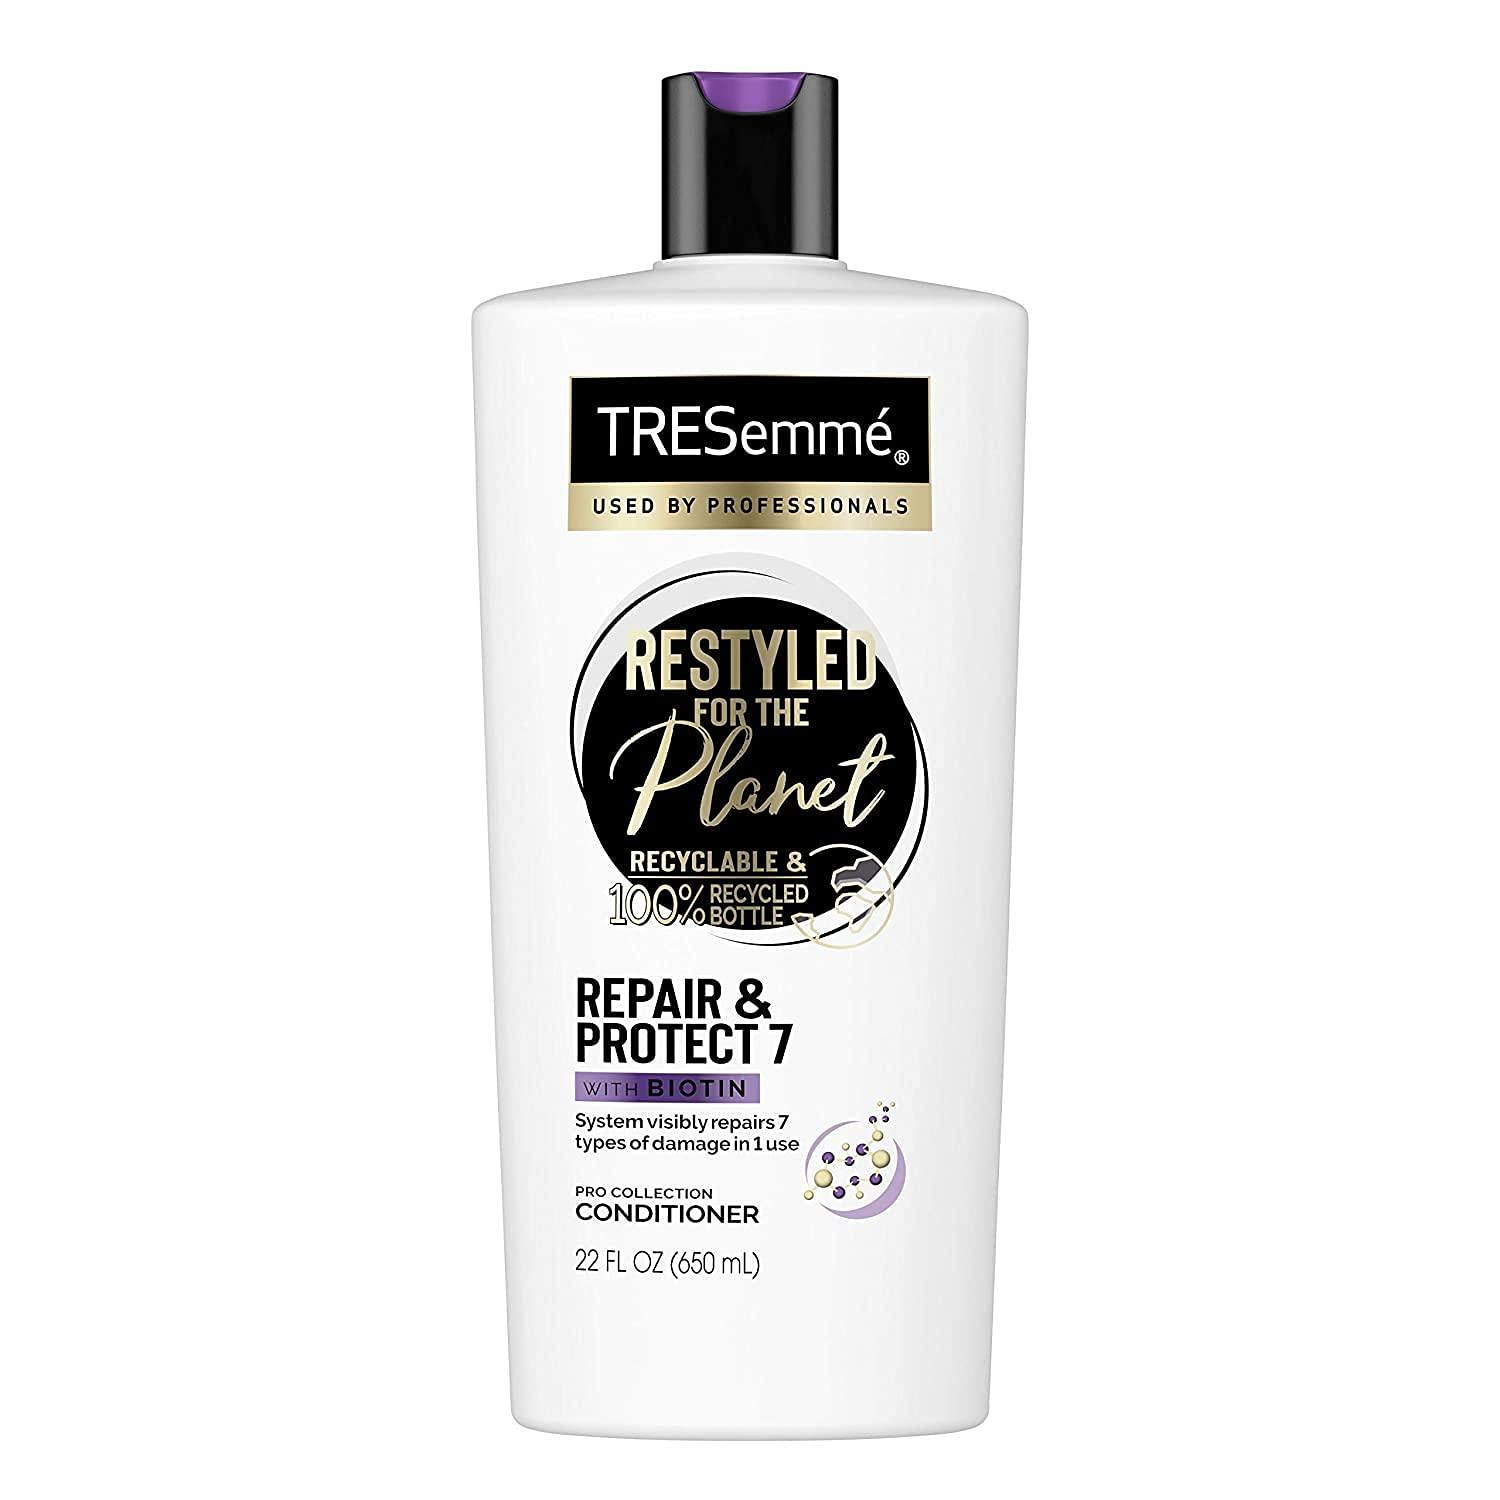 TRESemmé®
USED BY PROFESSIONALS
RESTYLED
FOR THE
Planet
RECYCLABLE &
100% RECYCLED
BOTTLE
REPAIR &
PROTECT 7
WITH BIOTIN
System visibly repairs 7
types of damage in 1 use
PRO COLLECTION
CONDITIONER
22 FL OZ (650 mL)